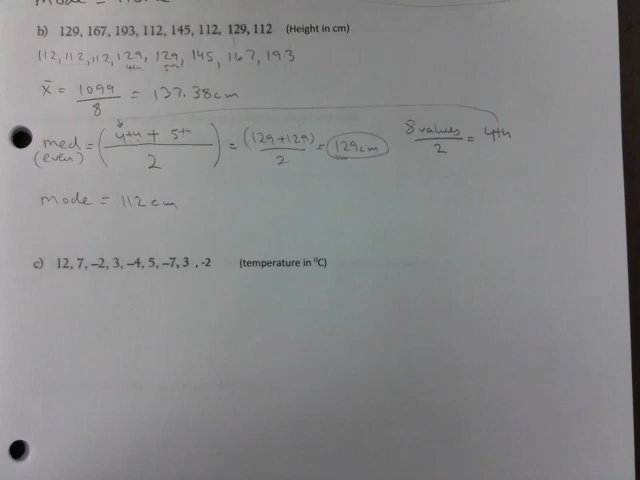 b) 129, 167, 193, 112, 145, 112, 129, 112 (Height in cm)
112, 112, 112, 129, 129, 145, 167, 193
4th 5th
x̄ = 1099/8 = 137.38cm
med (even) = (4th + 5th / 2) = (129+129)/2 = 129cm 8 values/2 = 4th
mode = 112cm
c) 12, 7, –2, 3, –4, 5, –7, 3 , -2 (temperature in ⁰C)